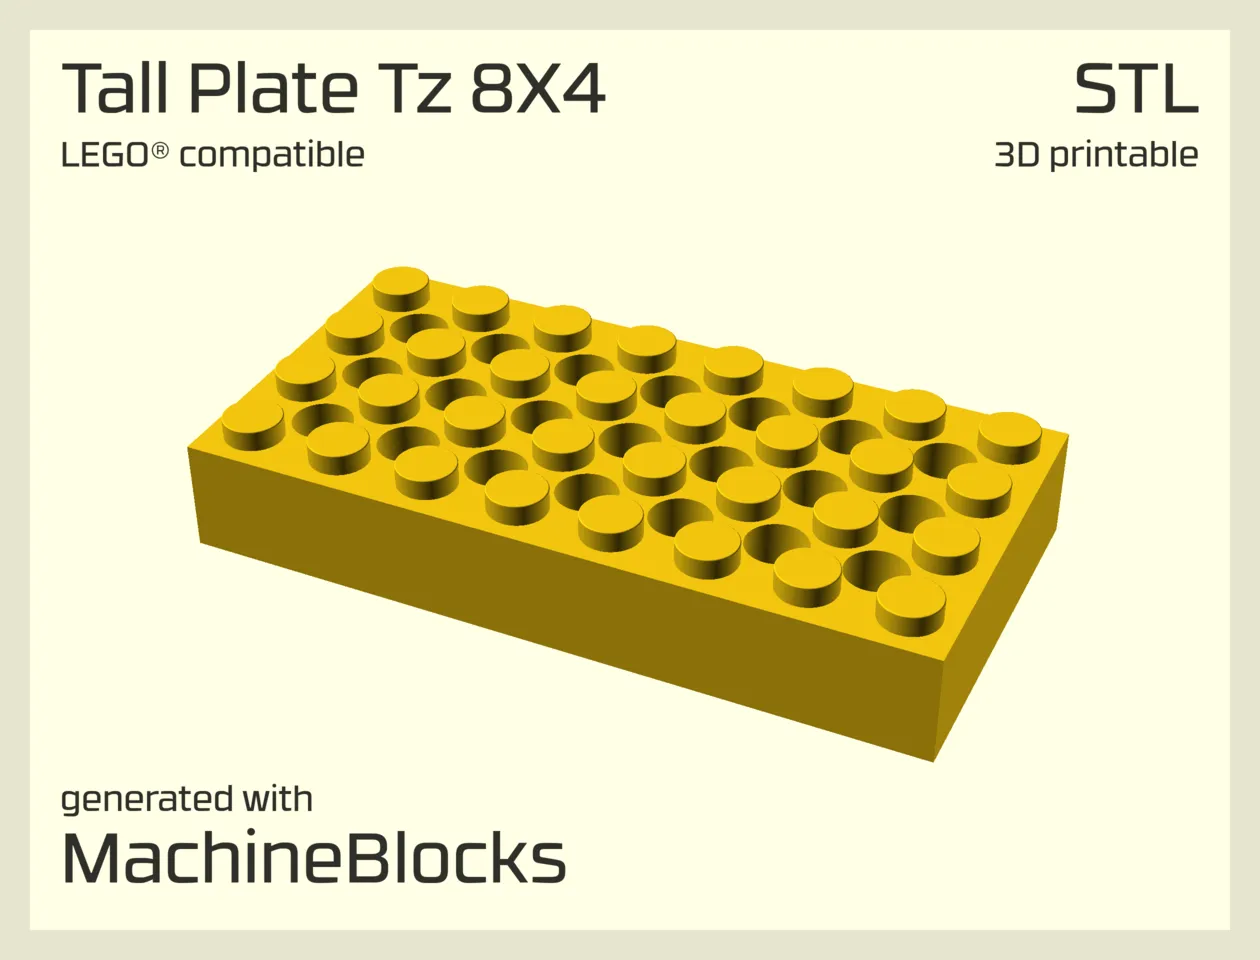 Tall Plate Tz 8X4
LEGO® compatible
STL
3D printable
generated with
MachineBlocks